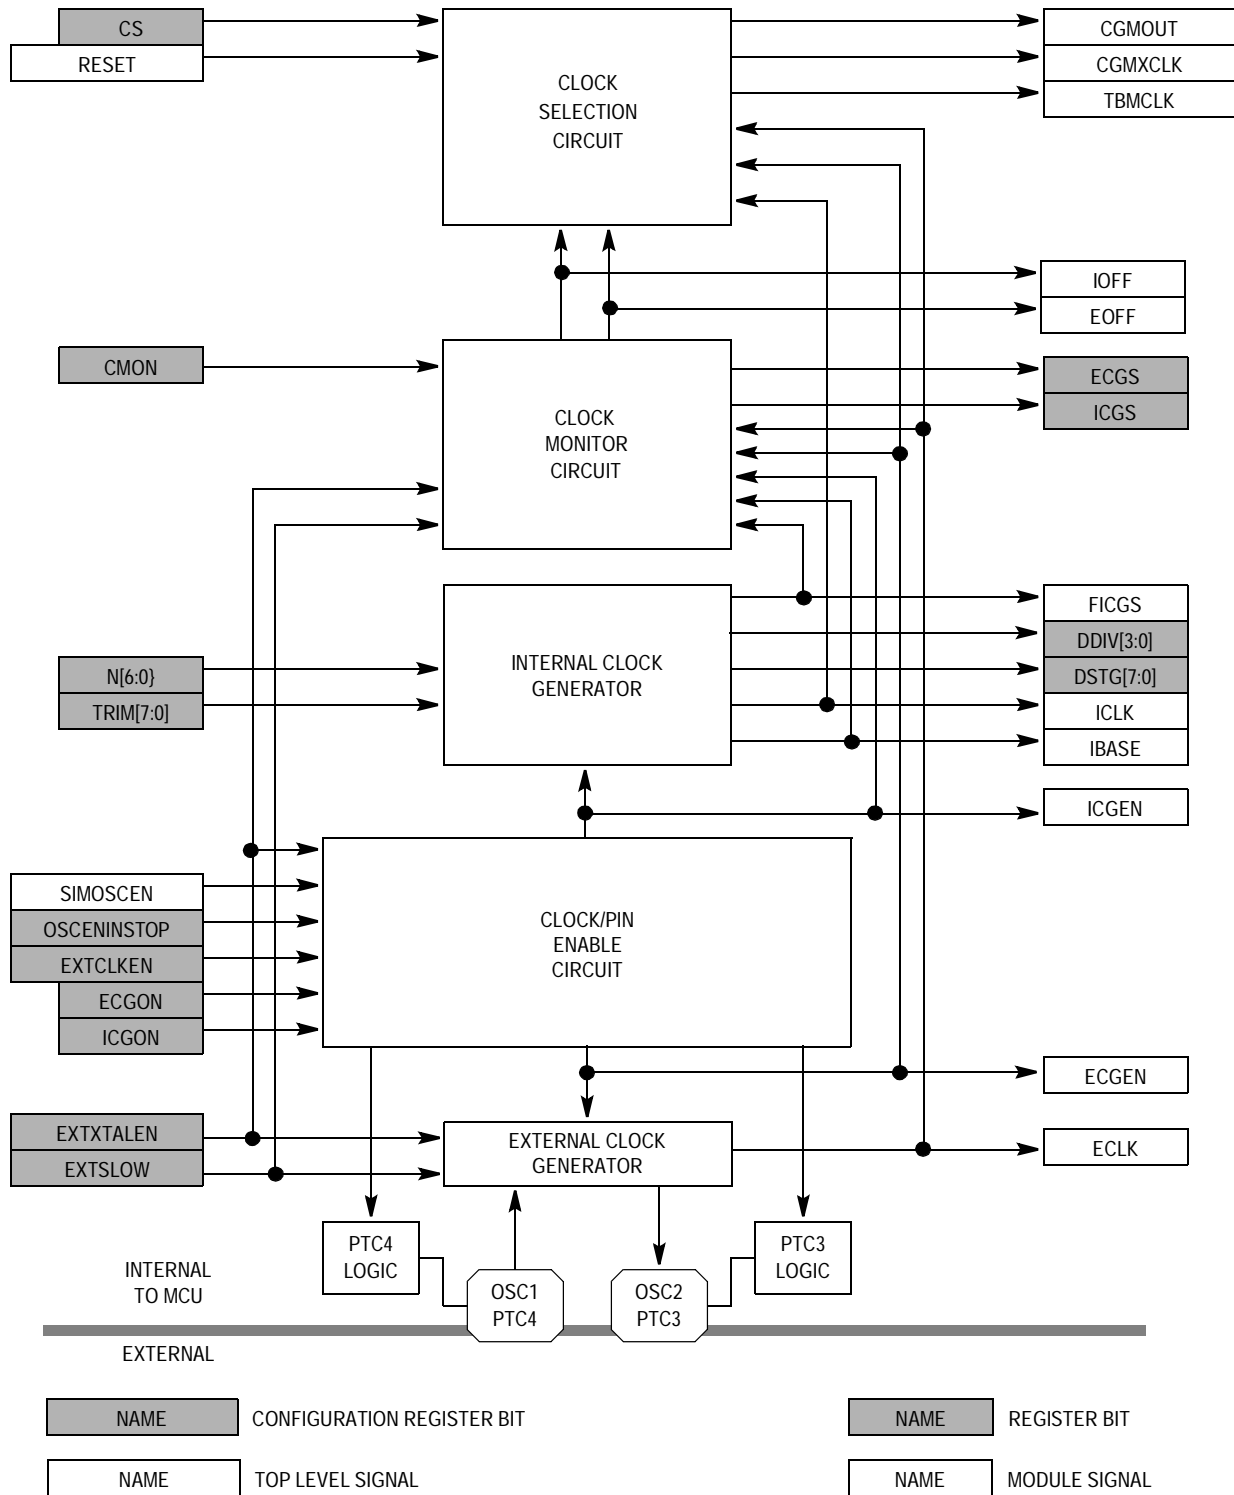 CS
RESET
CLOCK
SELECTION
CIRCUIT
CGMOUT
CGMXCLK
TBMCLK
IOFF
EOFF
CMON
CLOCK
MONITOR
CIRCUIT
ECGS
ICGS
N[6:0}
TRIM[7:0]
INTERNAL CLOCK
GENERATOR
FICGS
DDIV[3:0]
DSTG[7:0]
ICLK
IBASE
ICGEN
SIMOSCEN
OSCENINSTOP
EXTCLKEN
ECGON
ICGON
CLOCK/PIN
ENABLE
CIRCUIT
ECGEN
EXTXTALEN
EXTSLOW
EXTERNAL CLOCK
GENERATOR
ECLK
PTC4
LOGIC
OSC1
PTC4
OSC2
PTC3
PTC3
LOGIC
INTERNAL
TO MCU
EXTERNAL
NAME CONFIGURATION REGISTER BIT
NAME REGISTER BIT
NAME TOP LEVEL SIGNAL
NAME MODULE SIGNAL